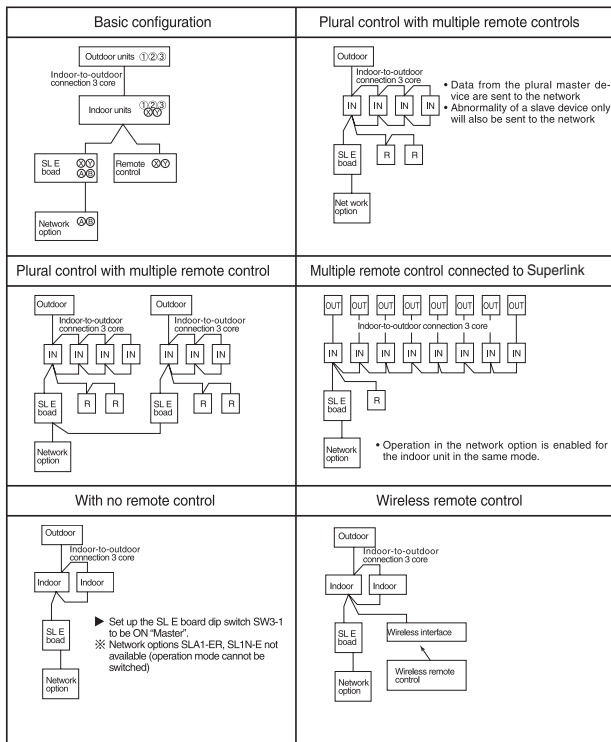 Basic configuration
Outdoor units ①②③
Indoor-to-outdoor
connection 3 core
Indoor units ①②③
ⓍⓎ
SL E
boad
ⓍⓎ
ⒶⒷ
Remote
control
ⓍⓎ
Network
option
ⒶⒷ
Plural control with multiple remote controls
Outdoor
Indoor-to-outdoor
connection 3 core
IN IN IN IN
SL E
boad
R R
Net work
option
• Data from the plural master de-
vice are sent to the network
• Abnormality of a slave device only
will also be sent to the network
Plural control with multiple remote control
Outdoor
Indoor-to-outdoor
connection 3 core
IN IN IN IN
SL E
boad
R R
Network
option
Outdoor
Indoor-to-outdoor
connection 3 core
IN IN IN IN
SL E
boad
R R
Multiple remote control connected to Superlink
OUT OUT OUT OUT OUT OUT OUT OUT
Indoor-to-outdoor connection 3 core
IN IN IN IN IN IN IN IN
SL E
boad
R
Network
option
• Operation in the network option is enabled for
the indoor unit in the same mode.
With no remote control
Outdoor
Indoor-to-outdoor
connection 3 core
Indoor Indoor
SL E
boad
Network
option
▶ Set up the SL E board dip switch SW3-1
to be ON "Master".
※ Network options SLA1-ER, SL1N-E not
available (operation mode cannot be
switched)
Wireless remote control
Outdoor
Indoor-to-outdoor
connection 3 core
Indoor Indoor
SL E
boad
Wireless interface
Network
option
Wireless remote
control